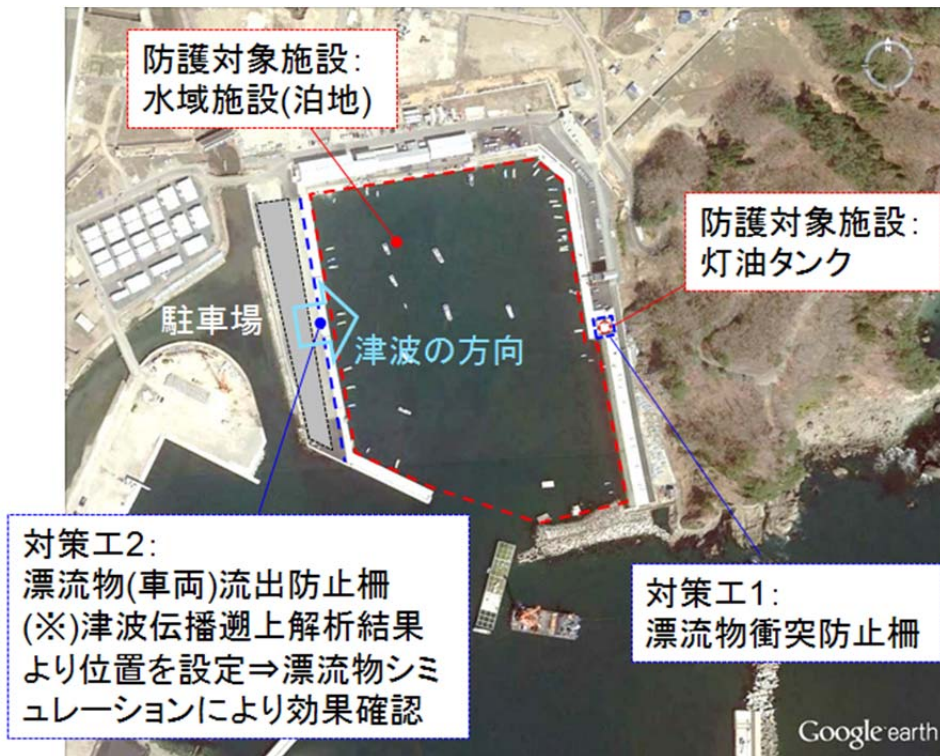 防護対象施設:
水域施設(泊地)
N
防護対象施設:
灯油タンク
駐車場
津波の方向
対策工2:
漂流物(車両)流出防止柵
(※)津波伝播遡上解析結果
より位置を設定⇒漂流物シミ
ュレーションにより効果確認
対策工1:
漂流物衝突防止柵
Google earth